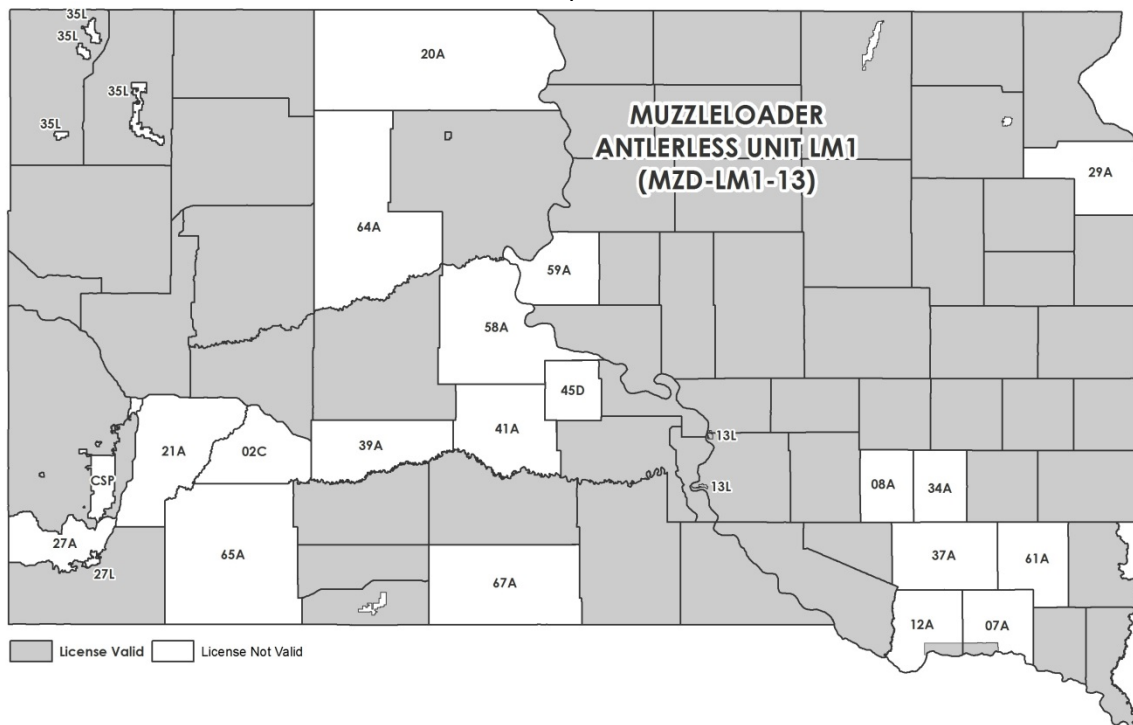 35L
35L
20A
35L
35L
MUZZLELOADER
ANTLERLESS UNIT LM1
(MZD-LM1-13)
29A
64A
59A
58A
45D
21A
02C
39A
41A
13L
CSP
08A
34A
13L
27A
65A
37A
61A
27L
67A
12A
07A
License Valid
License Not Valid